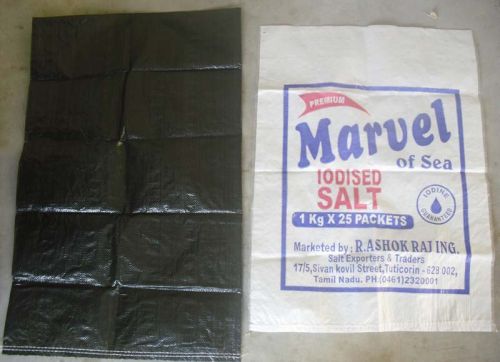 PREMIUM
Marvel
of Sea
IODISED
SALT
IODINE
GUARANTEED
1 Kg X 25 PACKETS
Marketed by : R.ASHOK RAJ ING.
Salt Exporters & Traders
17/5,Sivan kovil Street,Tuticorin - 628 002,
Tamil Nadu. PH:(0461)2320001